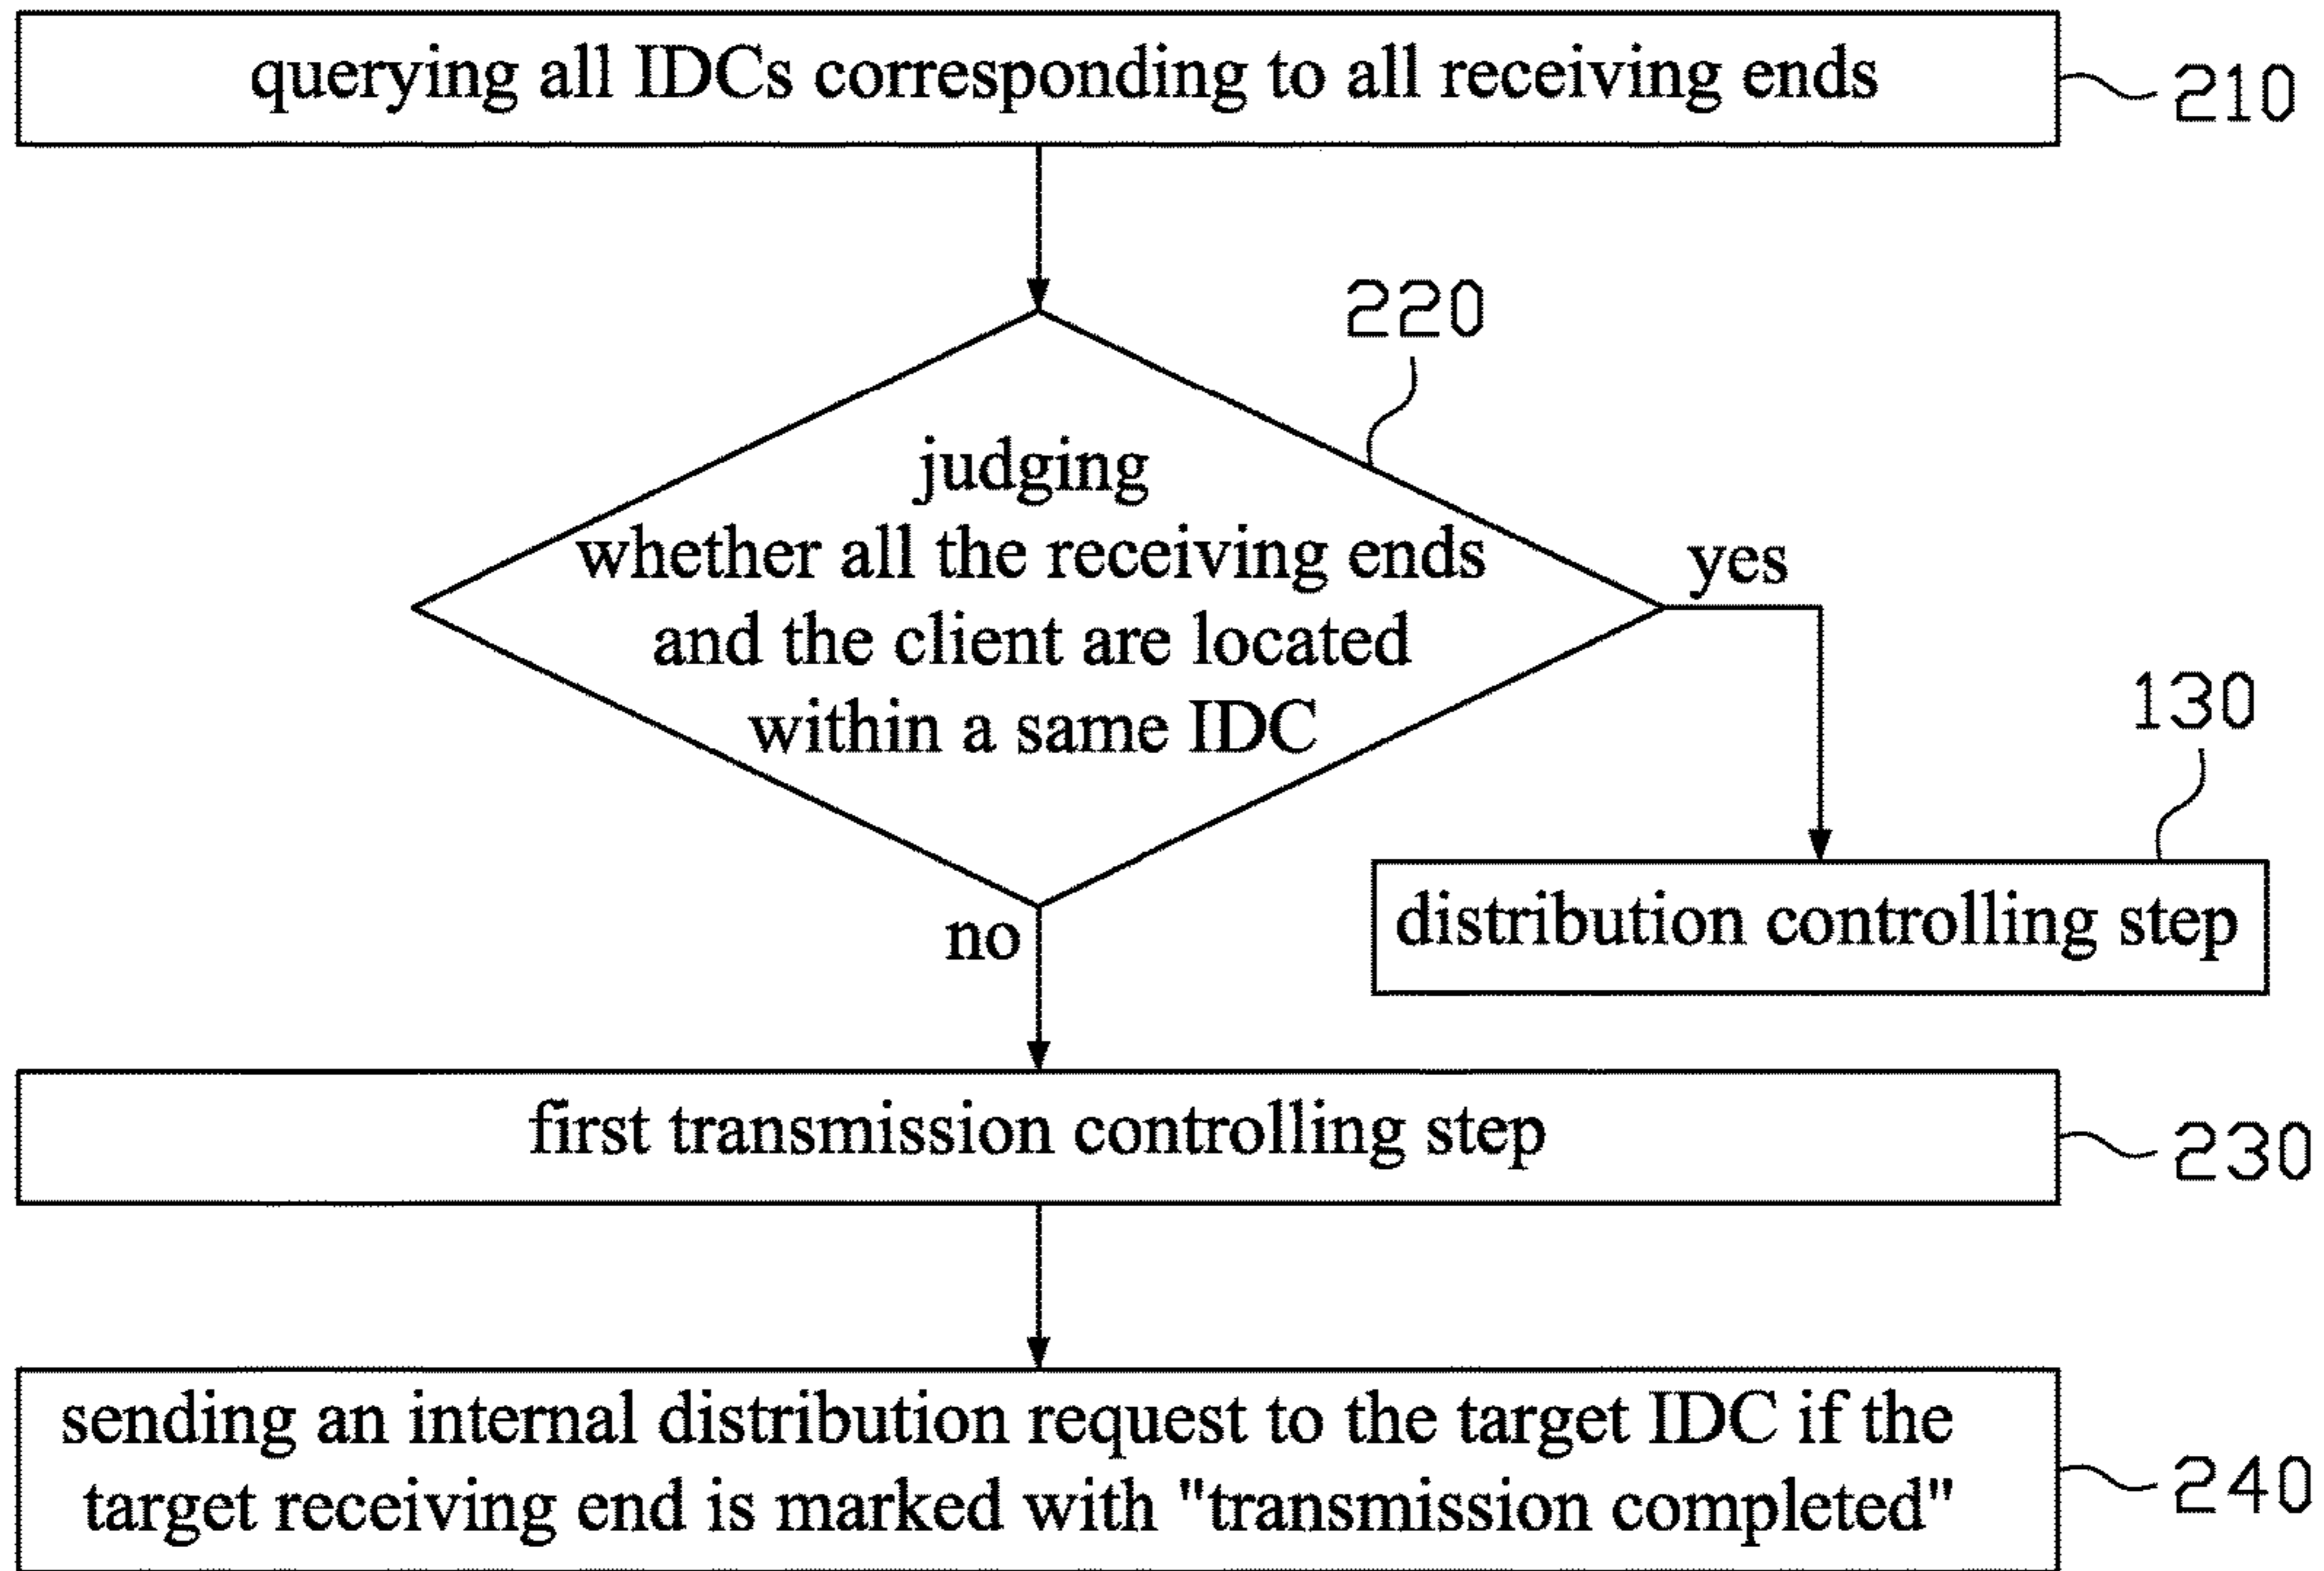 querying all IDCs corresponding to all receiving ends
210
220
judging
whether all the receiving ends
and the client are located
within a same IDC
yes
130
distribution controlling step
no
first transmission controlling step
230
sending an internal distribution request to the target IDC if the
target receiving end is marked with "transmission completed"
240